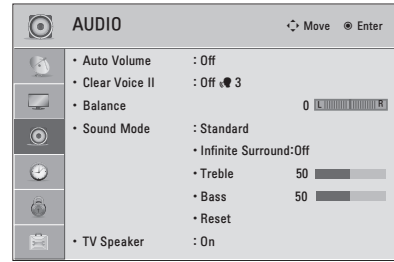 AUDIO Move Enter
• Auto Volume : Off
• Clear Voice II : Off 3
• Balance 0 L R
• Sound Mode : Standard
• Infinite Surround:Off
• Treble 50
• Bass 50
• Reset
• TV Speaker : On